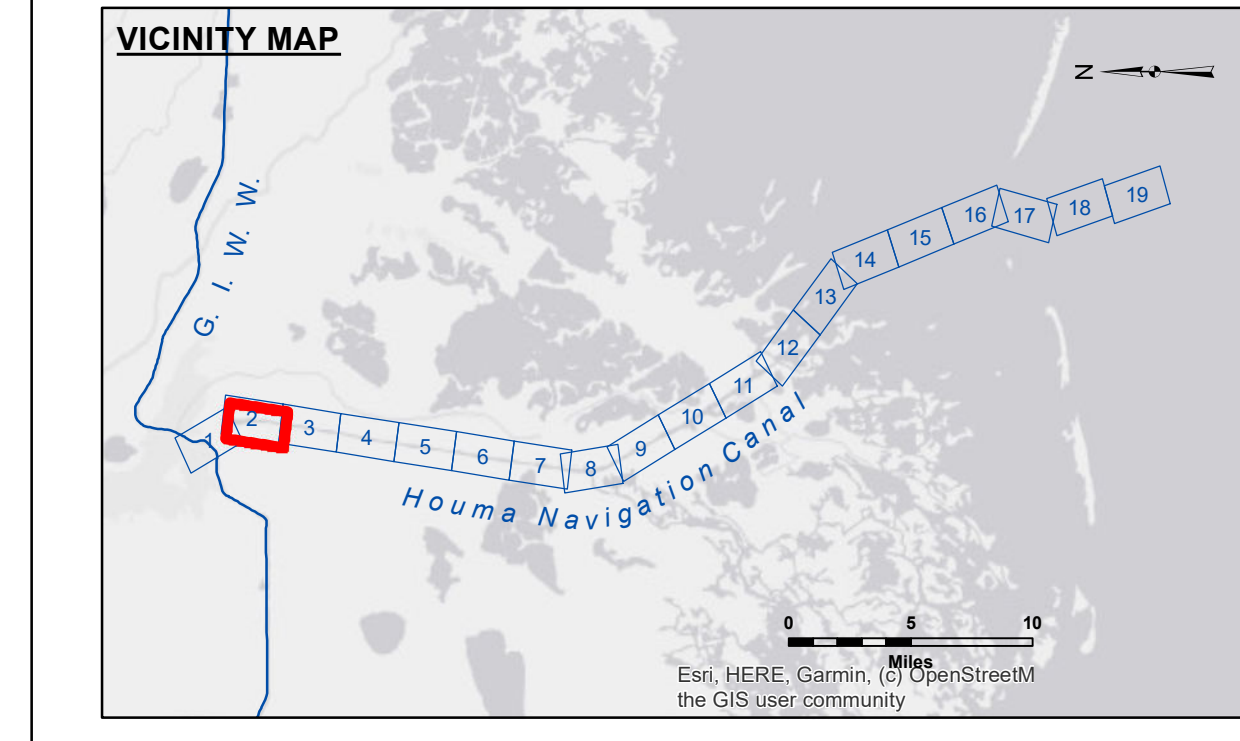 VICINITY MAP
N
G. I. W. W.
1
2
3
4
5
6
7
8
9
10
11
12
13
14
15
16
17
18
19
Houma Navigation Canal
0 5 10
Miles
Esri, HERE, Garmin, (c) OpenStreetM
the GIS user community